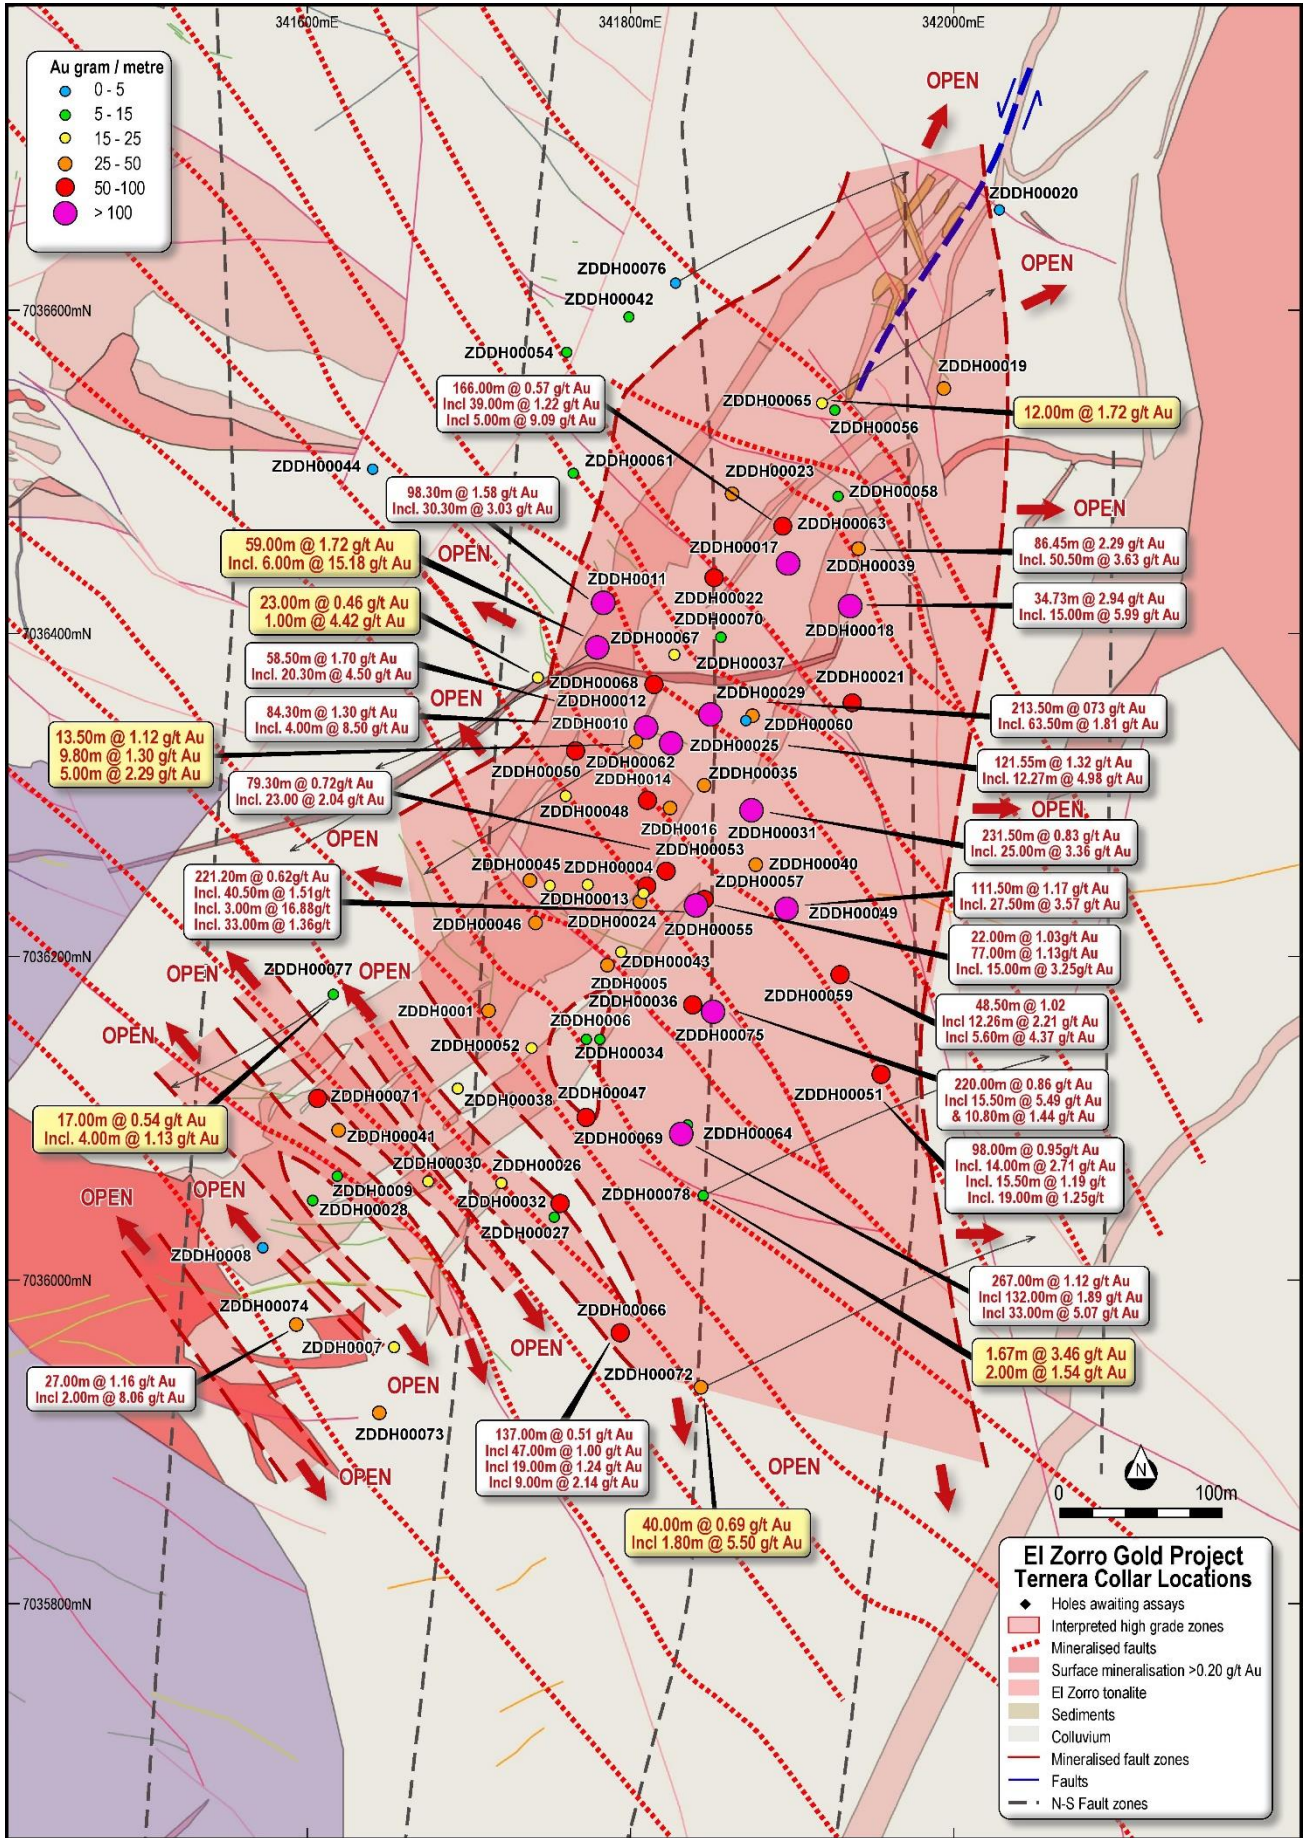 341600mE
341800mE
342000mE
Au gram / metre
0 - 5
5 - 15
15 - 25
25 - 50
50 -100
> 100
OPEN
ZDDH00020
ZDDH00076
OPEN
ZDDH00042
7036600mN
ZDDH00054
ZDDH00019
166.00m @ 0.57 g/t Au
Incl 39.00m @ 1.22 g/t Au
Incl 5.00m @ 9.09 g/t Au
ZDDH00065
12.00m @ 1.72 g/t Au
ZDDH00056
ZDDH00044
ZDDH00061
ZDDH00023
98.30m @ 1.58 g/t Au
Incl. 30.30m @ 3.03 g/t Au
ZDDH00058
OPEN
ZDDH00063
59.00m @ 1.72 g/t Au
Incl. 6.00m @ 15.18 g/t Au
OPEN
ZDDH00017
86.45m @ 2.29 g/t Au
Incl. 50.50m @ 3.63 g/t Au
ZDDH00039
ZDDH0011
ZDDH00022
23.00m @ 0.46 g/t Au
1.00m @ 4.42 g/t Au
34.73m @ 2.94 g/t Au
Incl. 15.00m @ 5.99 g/t Au
ZDDH00070
ZDDH00018
7036400mN
ZDDH00067
58.50m @ 1.70 g/t Au
Incl. 20.30m @ 4.50 g/t Au
ZDDH00037
ZDDH00068
ZDDH00021
OPEN
ZDDH00012
ZDDH00029
84.30m @ 1.30 g/t Au
Incl. 4.00m @ 8.50 g/t Au
ZDDH0010
ZDDH00060
213.50m @ 073 g/t Au
Incl. 63.50m @ 1.81 g/t Au
13.50m @ 1.12 g/t Au
9.80m @ 1.30 g/t Au
5.00m @ 2.29 g/t Au
ZDDH00025
ZDDH00050
ZDDH00062
121.55m @ 1.32 g/t Au
Incl. 12.27m @ 4.98 g/t Au
ZDDH00035
ZDDH0014
79.30m @ 0.72g/t Au
Incl. 23.00 @ 2.04 g/t Au
ZDDH00048
OPEN
ZDDH0016
ZDDH00031
OPEN
ZDDH00053
231.50m @ 0.83 g/t Au
Incl. 25.00m @ 3.36 g/t Au
ZDDH00045
ZDDH00004
ZDDH00040
221.20m @ 0.62g/t Au
Incl. 40.50m @ 1.51g/t
Incl. 3.00m @ 16.88g/t
Incl. 33.00m @ 1.36g/t
ZDDH00057
111.50m @ 1.17 g/t Au
Incl. 27.50m @ 3.57 g/t Au
ZDDH00013
ZDDH00049
ZDDH00046
ZDDH00024
ZDDH00055
22.00m @ 1.03g/t Au
77.00m @ 1.13g/t Au
Incl. 15.00m @ 3.25g/t Au
7036200mN
OPEN
ZDDH00077
OPEN
ZDDH00043
ZDDH0005
ZDDH00059
ZDDH00036
48.50m @ 1.02
Incl 12.26m @ 2.21 g/t Au
Incl 5.60m @ 4.37 g/t Au
ZDDH0001
ZDDH0006
OPEN
ZDDH00075
ZDDH00052
ZDDH00034
220.00m @ 0.86 g/t Au
Incl 15.50m @ 5.49 g/t Au
& 10.80m @ 1.44 g/t Au
ZDDH00071
ZDDH00038
ZDDH00047
ZDDH00051
17.00m @ 0.54 g/t Au
Incl. 4.00m @ 1.13 g/t Au
ZDDH00041
ZDDH00069
ZDDH00064
98.00m @ 0.95g/t Au
Incl. 14.00m @ 2.71 g/t Au
Incl. 15.50m @ 1.19 g/t
Incl. 19.00m @ 1.25g/t
ZDDH00030
ZDDH00026
OPEN
OPEN
ZDDH0009
ZDDH00032
ZDDH00078
ZDDH00028
ZDDH00027
ZDDH0008
7036000mN
267.00m @ 1.12 g/t Au
Incl 132.00m @ 1.89 g/t Au
Incl 33.00m @ 5.07 g/t Au
ZDDH00066
ZDDH00074
OPEN
ZDDH0007
1.67m @ 3.46 g/t Au
2.00m @ 1.54 g/t Au
ZDDH00072
27.00m @ 1.16 g/t Au
Incl 2.00m @ 8.06 g/t Au
OPEN
ZDDH00073
137.00m @ 0.51 g/t Au
Incl 47.00m @ 1.00 g/t Au
Incl 19.00m @ 1.24 g/t Au
Incl 9.00m @ 2.14 g/t Au
OPEN
OPEN
N
0
100m
40.00m @ 0.69 g/t Au
Incl 1.80m @ 5.50 g/t Au
7035800mN
El Zorro Gold Project
Ternera Collar Locations
Holes awaiting assays
Interpreted high grade zones
Mineralised faults
Surface mineralisation >0.20 g/t Au
El Zorro tonalite
Sediments
Colluvium
Mineralised fault zones
Faults
N-S Fault zones